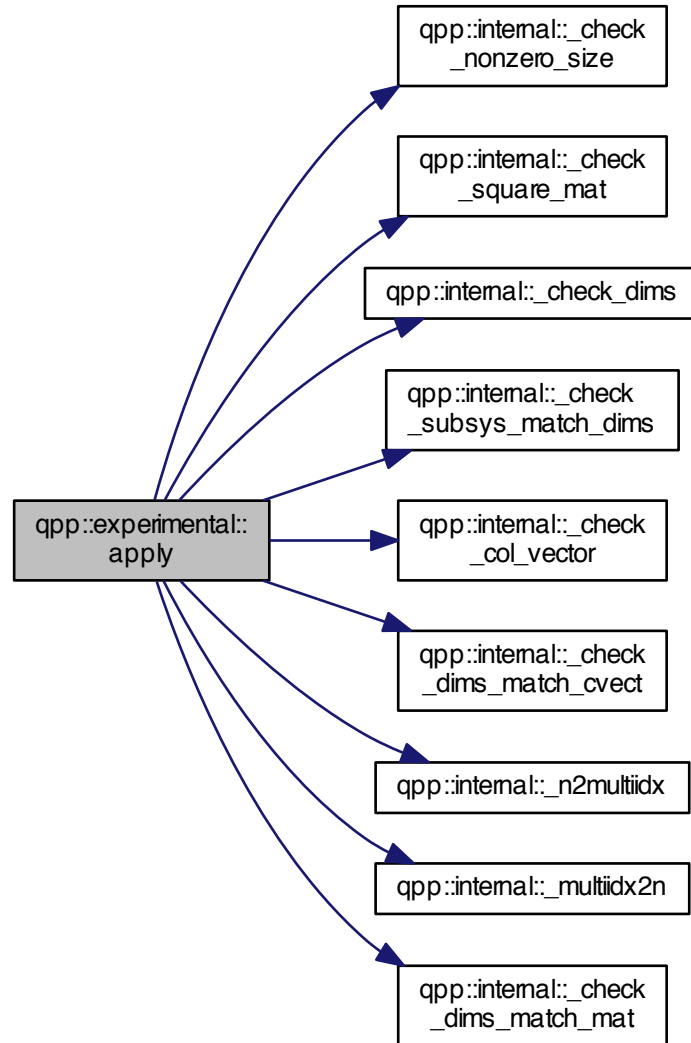 qpp::internal::_check
_nonzero_size
qpp::internal::_check
_square_mat
qpp::internal::_check_dims
qpp::internal::_check
_subsys_match_dims
qpp::experimental::
apply
qpp::internal::_check
_col_vector
qpp::internal::_check
_dims_match_cvect
qpp::internal::_n2multiidx
qpp::internal::_multiidx2n
qpp::internal::_check
_dims_match_mat